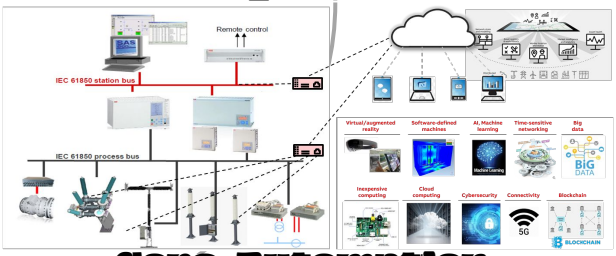 Remote control
SAS
IEC 61850 station bus
IEC 61850 process bus
Virtual/augmented
reality
Software-defined
machines
AI, Machine
learning
Time-sensitive
networking
Big
data
Machine Learning
BiG
DATA
Inexpensive
computing
Cloud
computing
Cybersecurity
Connectivity
Blockchain
5G
BLOCKCHAIN